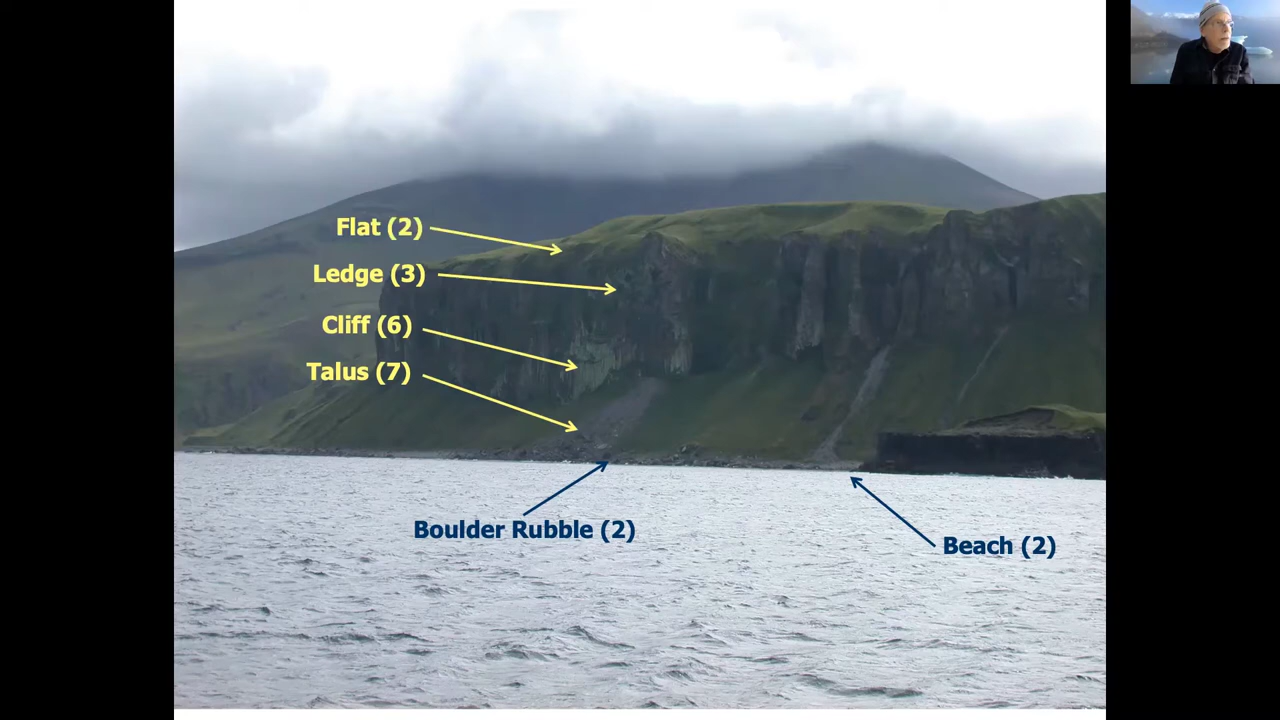 Flat (2)
Ledge (3)
Cliff (6)
Talus (7)
Boulder Rubble (2)
Beach (2)